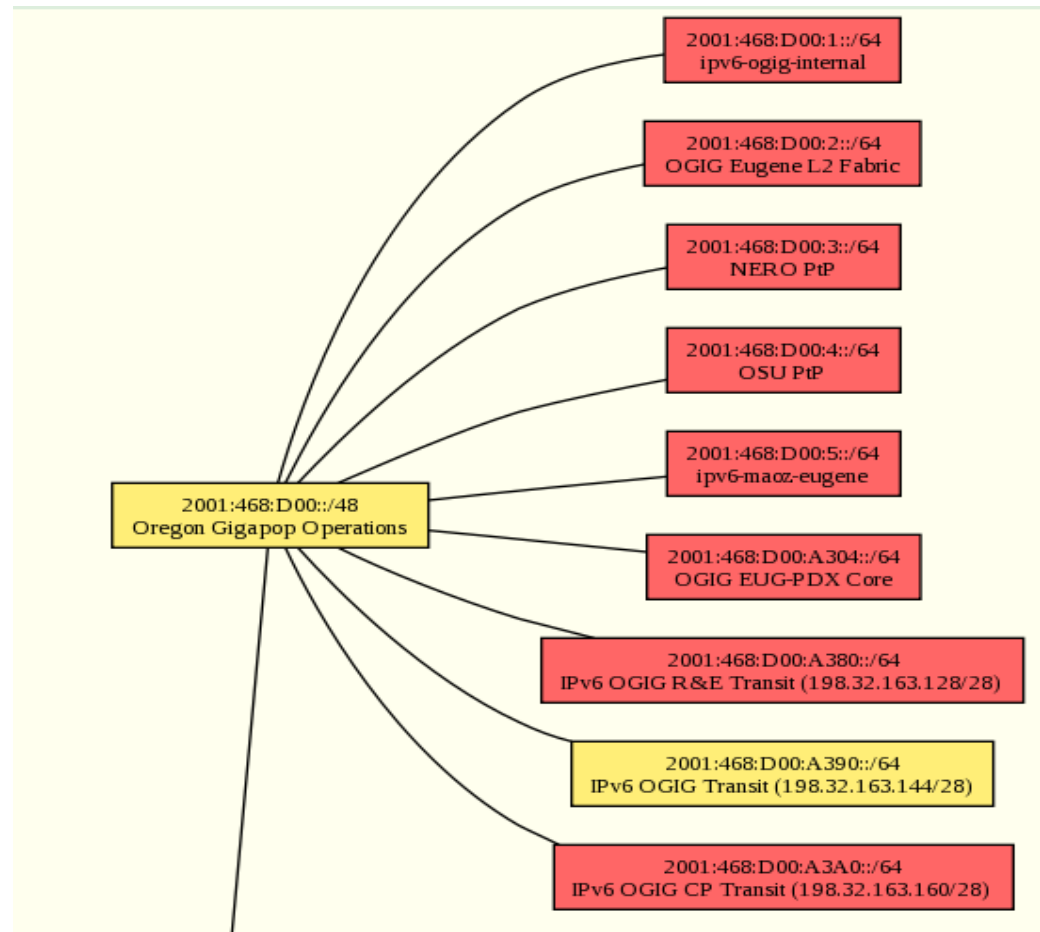 2001:468:D00:1::/64
ipv6-ogig-internal
2001:468:D00:2::/64
OGIG Eugene L2 Fabric
2001:468:D00:3::/64
NERO PtP
2001:468:D00:4::/64
OSU PtP
2001:468:D00:5::/64
ipv6-maoz-eugene
2001:468:D00::/48
Oregon Gigapop Operations
2001:468:D00:A304::/64
OGIG EUG-PDX Core
2001:468:D00:A380::/64
IPv6 OGIG R&E Transit (198.32.163.128/28)
2001:468:D00:A390::/64
IPv6 OGIG Transit (198.32.163.144/28)
2001:468:D00:A3A0::/64
IPv6 OGIG CP Transit (198.32.163.160/28)